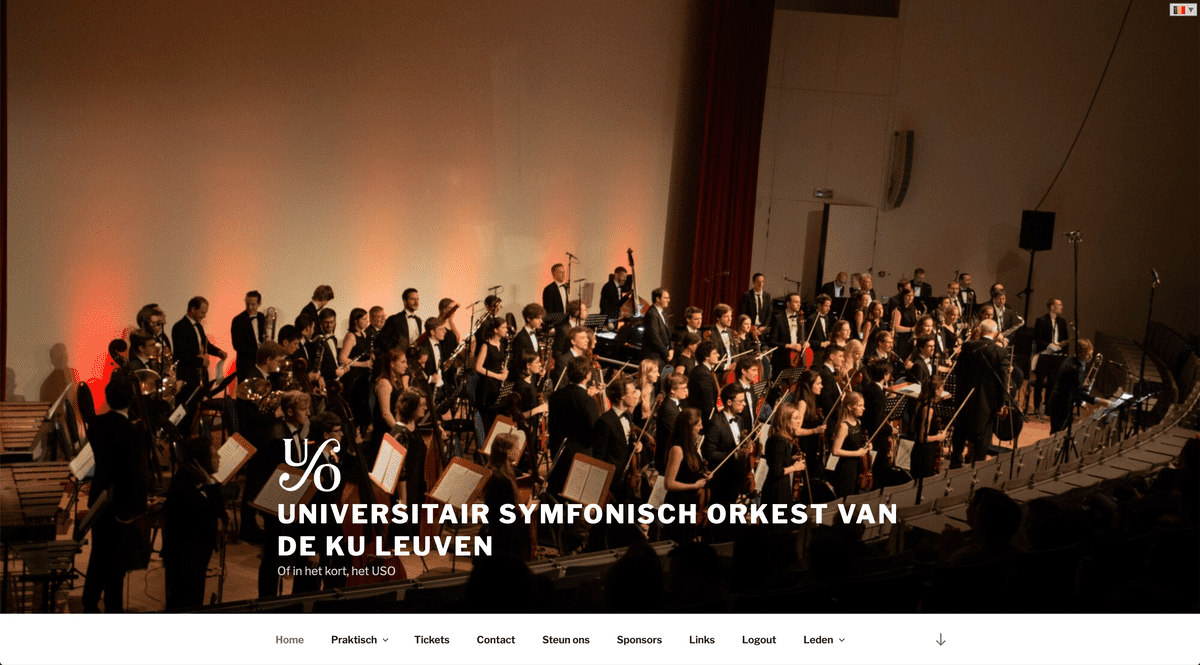 USO
UNIVERSITAIR SYMFONISCH ORKEST VAN
DE KU LEUVEN
Of in het kort, het USO
Home Praktisch Tickets Contact Steun ons Sponsors Links Logout Leden